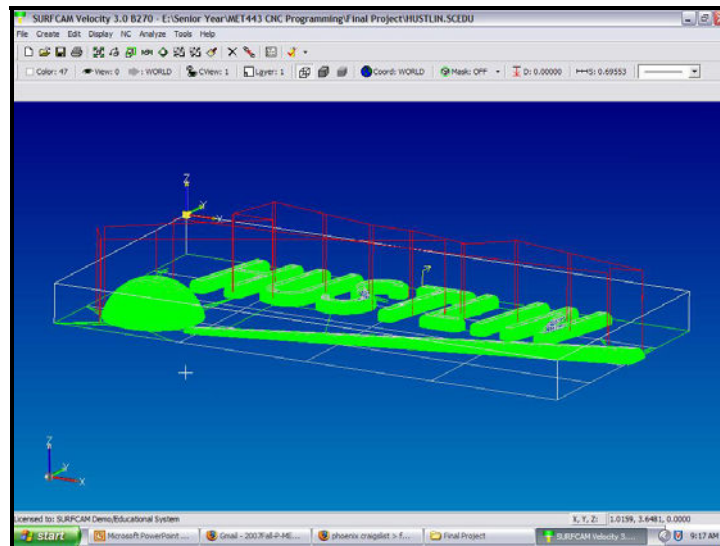 SURFCAM Velocity 3.0 B270 - E:\Senior Year\MET443 CNC Programming\Final Project\HUSTLIN.SCEDU
File Create Edit Display NC Analyze Tools Help
Color: 47 View: 0 : WORLD CView: 1 Layer: 1 Coord: WORLD Mask: OFF D: 0.00000 S: 0.69553
Z
Y
X
HUSTLIN
Z
Y
X
Licensed to: SURFCAM Demo/Educational System X, Y, Z: 1.0159, 3.6481, 0.0000
start Microsoft PowerPoint ... Gmail - 2007Fall-P-ME... phoenix craigslist > f... Final Project SURFCAM Velocity 3.... 9:17 AM